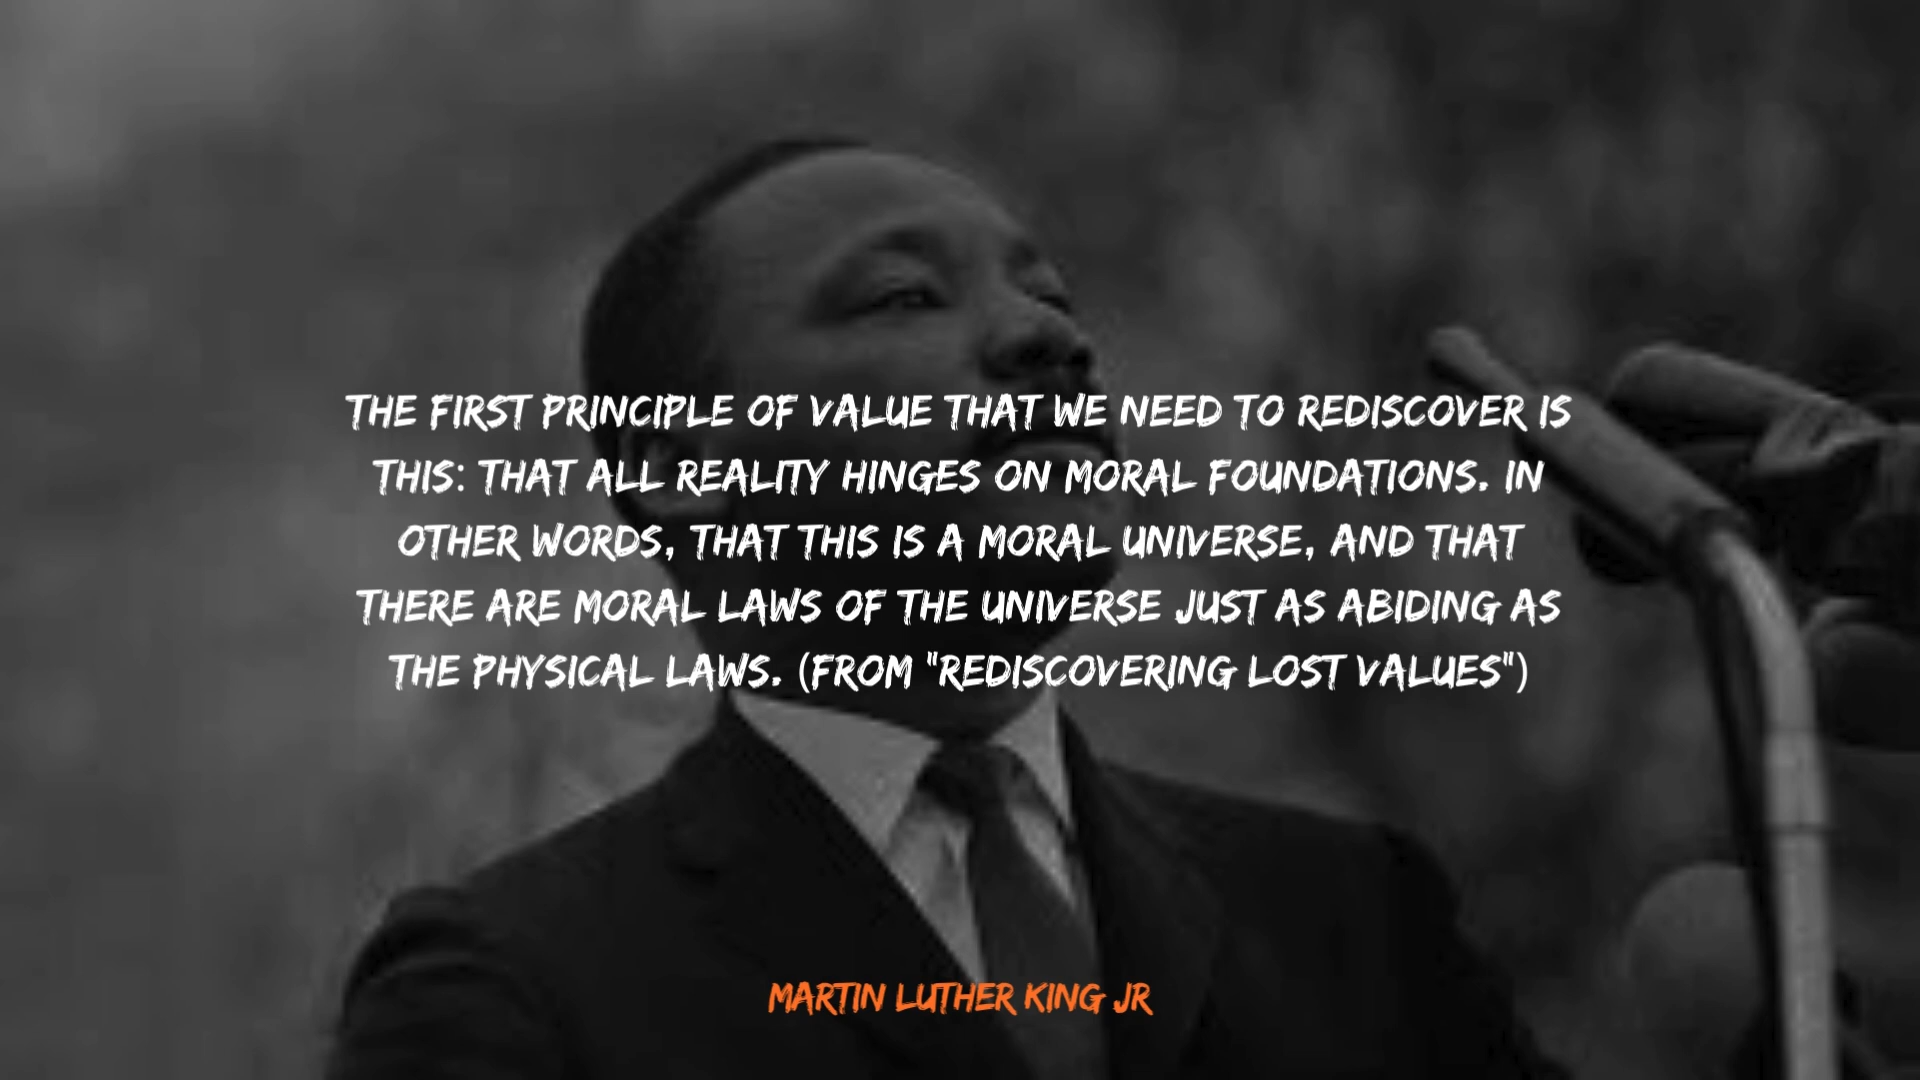 THE FIRST PRINCIPLE OF VALUE THAT WE NEED TO REDISCOVER IS
THIS: THAT ALL REALITY HINGES ON MORAL FOUNDATIONS. IN
OTHER WORDS, THAT THIS IS A MORAL UNIVERSE, AND THAT
THERE ARE MORAL LAWS OF THE UNIVERSE JUST AS ABIDING AS
THE PHYSICAL LAWS. (FROM "REDISCOVERING LOST VALUES")
MARTIN LUTHER KING JR